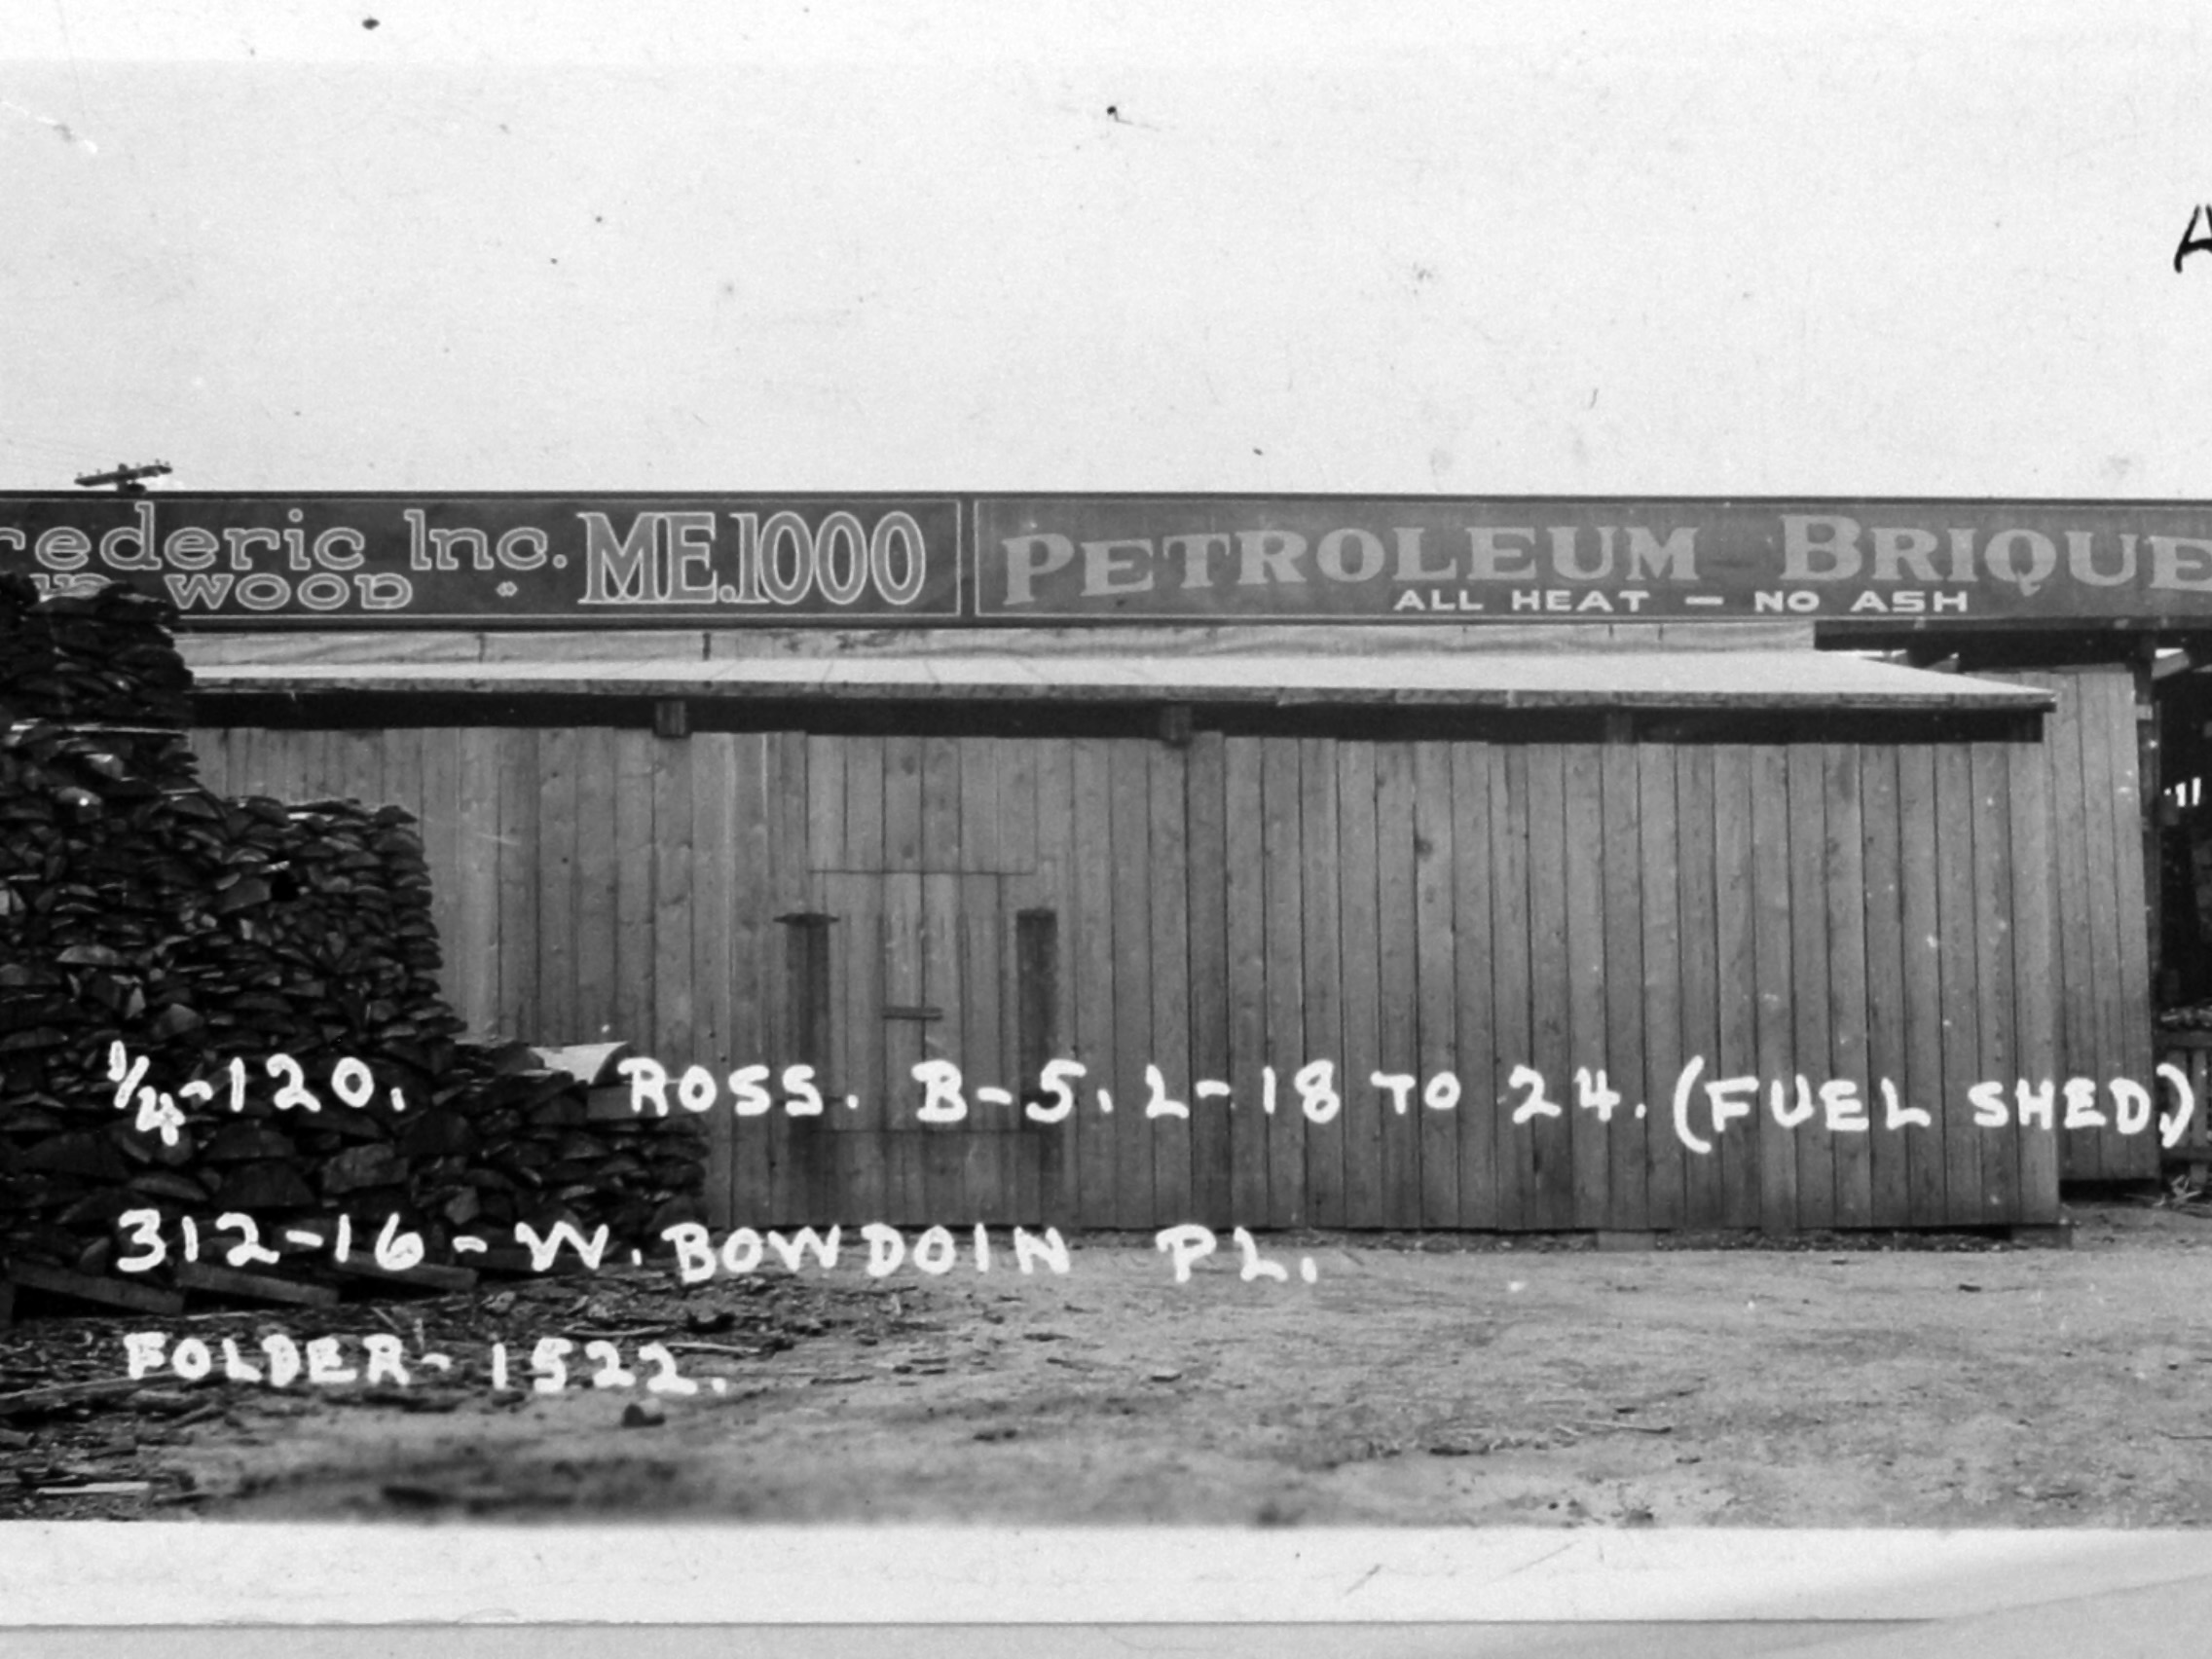 rederic Inc. ME.1000
WOOD
PETROLEUM BRIQUE
ALL HEAT — NO ASH
1/4-120. ROSS. B-5. L-18 TO 24. (FUEL SHED.)
312-16-W. BOWDOIN PL.
FOLDER- 1522.